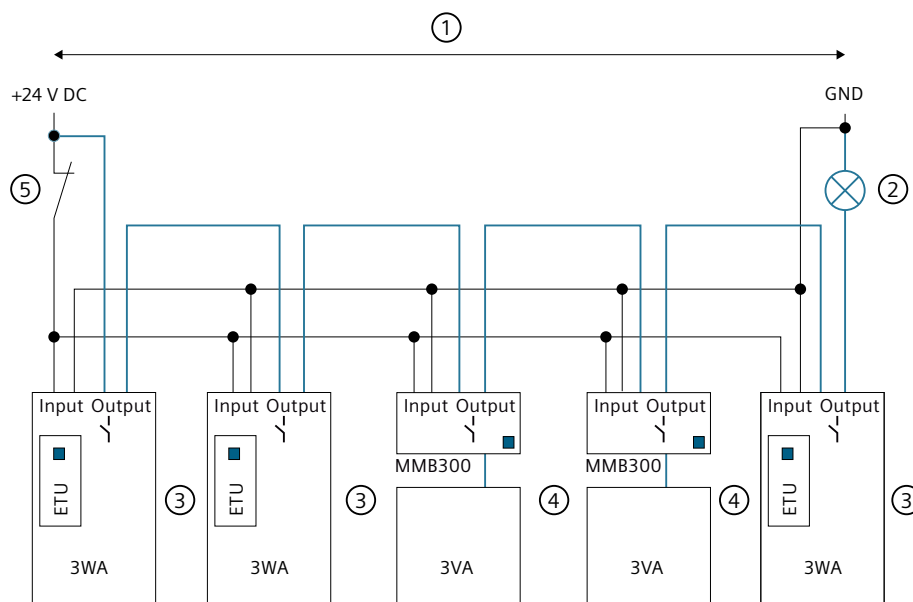 ①
+24 V DC
GND
⑤
②
Input Output
Input Output
Input Output
Input Output
Input Output
MMB300
MMB300
ETU
ETU
ETU
③
③
④
④
③
3WA
3WA
3VA
3VA
3WA